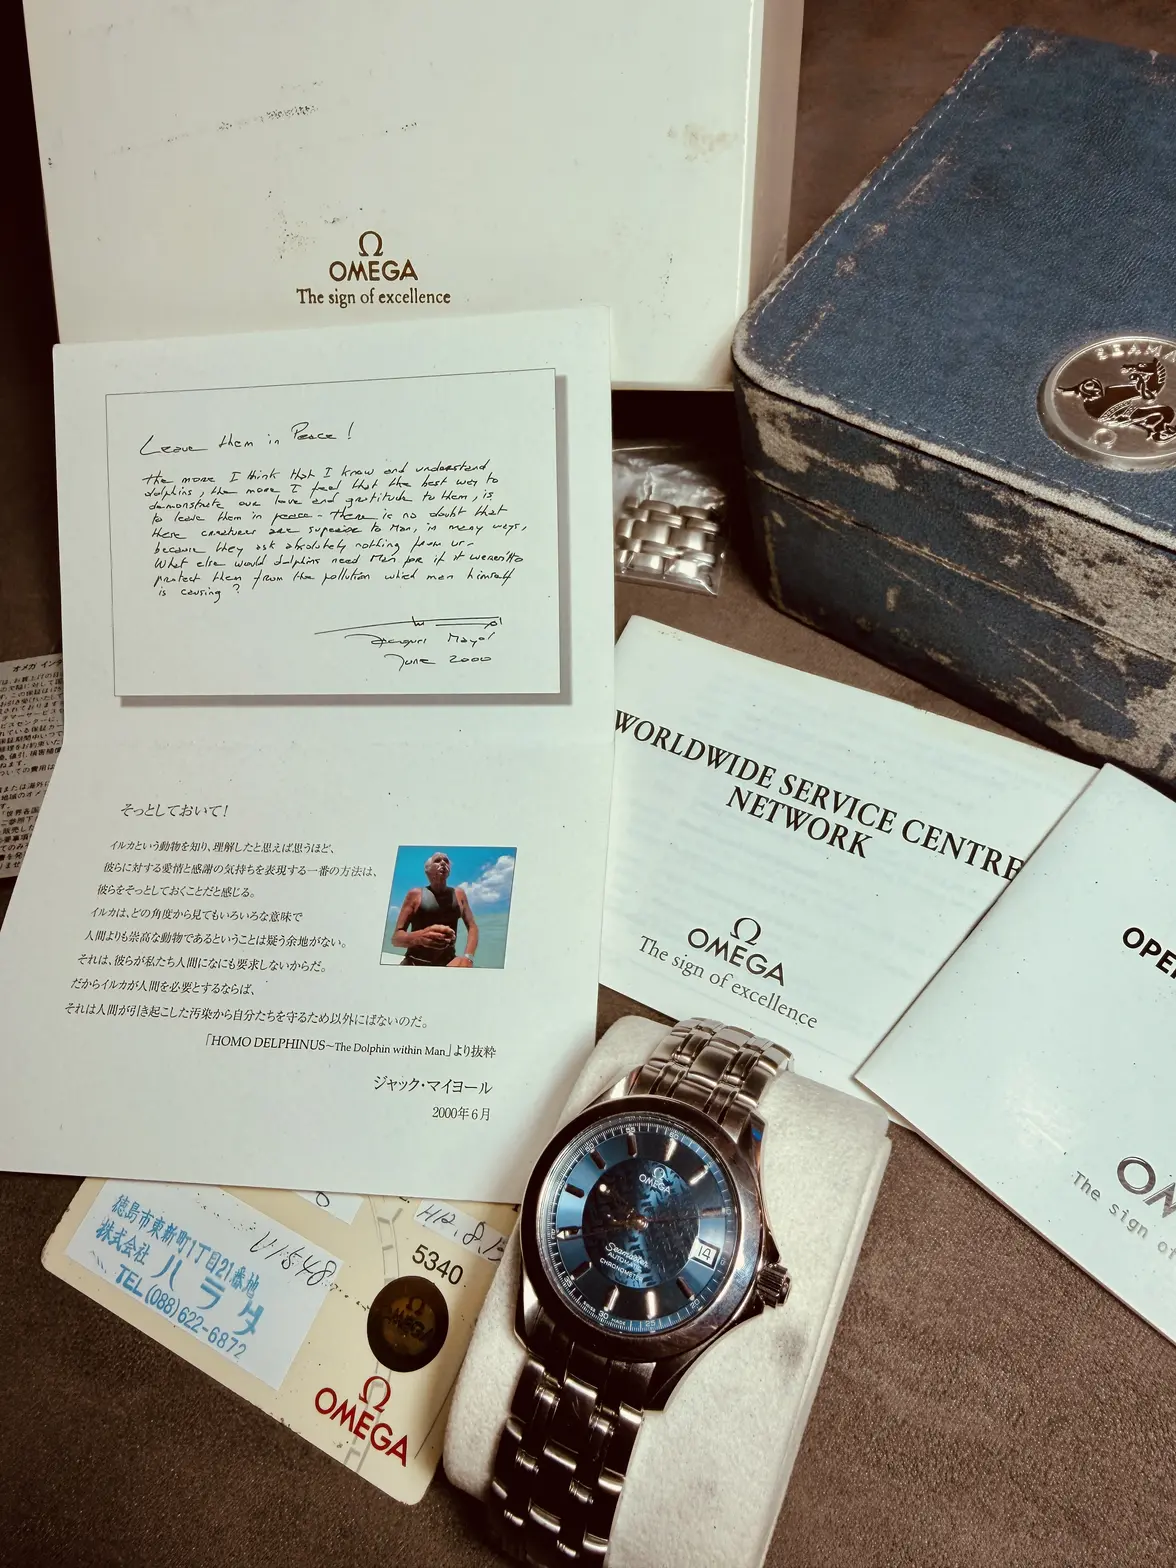 Ω
OMEGA
The sign of excellence
SEAM
Leave them in Peace!
the more I think that I know and understand
dolphins, the more I feel that the best way to
demonstrate our love and gratitude to them, is
to leave them in peace - there is no doubt that
these creatures are superior to Man, in many ways,
because they ask absolutely nothing from us -
What else would dolphins need Man for if it weren't to
protect them from the pollution which man himself
is causing?
Jacques Mayol
June 2000
そっとしておいて!
イルカという動物を知り、理解したと思えば思うほど、
彼らに対する愛情と感謝の気持ちを表現する一番の方法は、
彼らをそっとしておくことだと感じる。
イルカは、どの角度から見てもいろいろな意味で
人間よりも崇高な動物であるということは疑う余地がない。
それは、彼らが私たち人間になにも要求しないからだ。
だからイルカが人間を必要とするならば、
それは人間が引き起こした汚染から自分たちを守るため以外にはないのだ。
「HOMO DELPHINUS~The Dolphin within Man」より抜粋
ジャック・マイヨール
2000年6月
WORLDWIDE SERVICE CENTRE
NETWORK
Ω
OMEGA
The sign of excellence
OPE
Ω
OME
The sign of
徳島市東新町1丁目21番地
株式会社 ハラダ
TEL(088)622-6872
5340
Ω
OMEGA
Ω
OMEGA
Seamaster
AUTOMATIC
CHRONOMETER